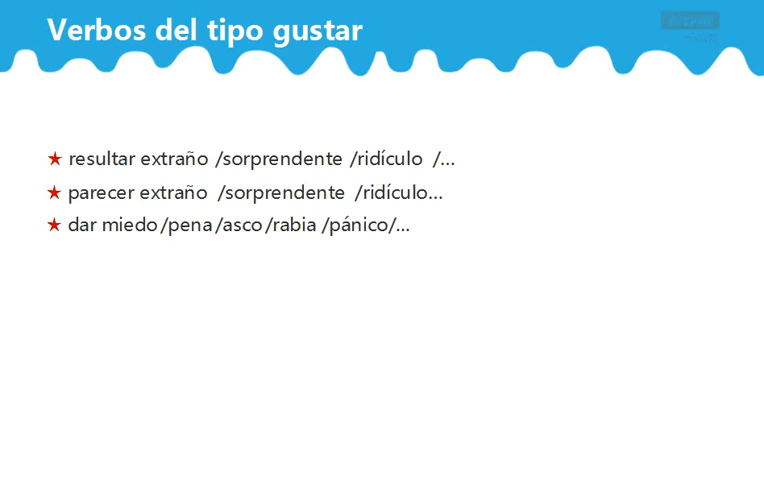 Verbos del tipo gustar
★ resultar extraño /sorprendente /ridículo /...
★ parecer extraño /sorprendente /ridículo...
★ dar miedo/pena/asco/rabia /pánico/...